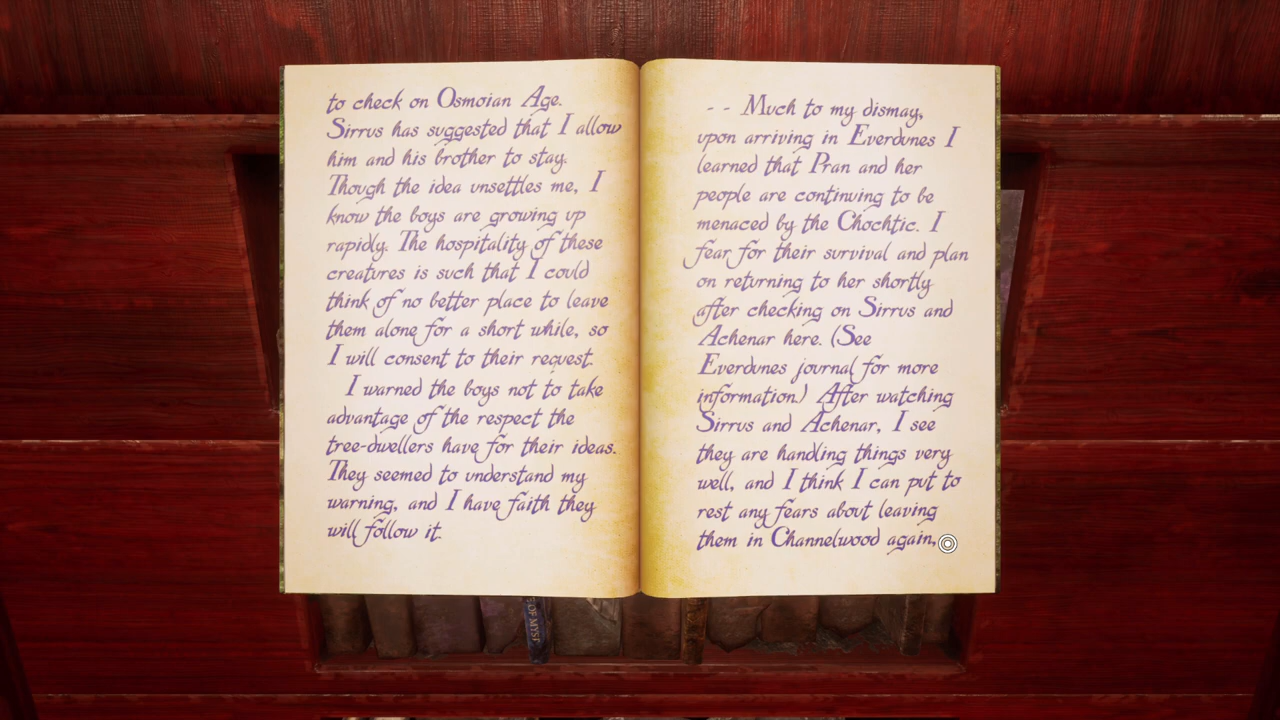 to check on Osmoian Age.
Sirrus has suggested that I allow
him and his brother to stay.
Though the idea unsettles me, I
know the boys are growing up
rapidly. The hospitality of these
creatures is such that I could
think of no better place to leave
them alone for a short while, so
I will consent to their request.
I warned the boys not to take
advantage of the respect the
tree-dwellers have for their ideas.
They seemed to understand my
warning, and I have faith they
will follow it.
- - Much to my dismay,
upon arriving in Everdunes I
learned that Pran and her
people are continuing to be
menaced by the Chochtic. I
fear for their survival and plan
on returning to her shortly
after checking on Sirrus and
Achenar here. (See
Everdunes journal for more
information.) After watching
Sirrus and Achenar, I see
they are handling things very
well, and I think I can put to
rest any fears about leaving
them in Channelwood again,
OF MYST